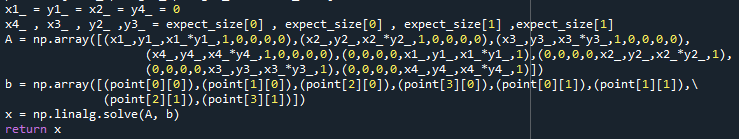 x1_ = y1_ = x2_ = y4_ = 0
x4_ , x3_ , y2_ ,y3_ = expect_size[0] , expect_size[0] , expect_size[1] ,expect_size[1]
A = np.array([(x1_,y1_,x1_*y1_,1,0,0,0,0),(x2_,y2_,x2_*y2_,1,0,0,0,0),(x3_,y3_,x3_*y3_,1,0,0,0,0),
(x4_,y4_,x4_*y4_,1,0,0,0,0),(0,0,0,0,x1_,y1_,x1_*y1_,1),(0,0,0,0,x2_,y2_,x2_*y2_,1),
(0,0,0,0,x3_,y3_,x3_*y3_,1),(0,0,0,0,x4_,y4_,x4_*y4_,1)])
b = np.array([(point[0][0]),(point[1][0]),(point[2][0]),(point[3][0]),(point[0][1]),(point[1][1]),\
(point[2][1]),(point[3][1])])
x = np.linalg.solve(A, b)
return x